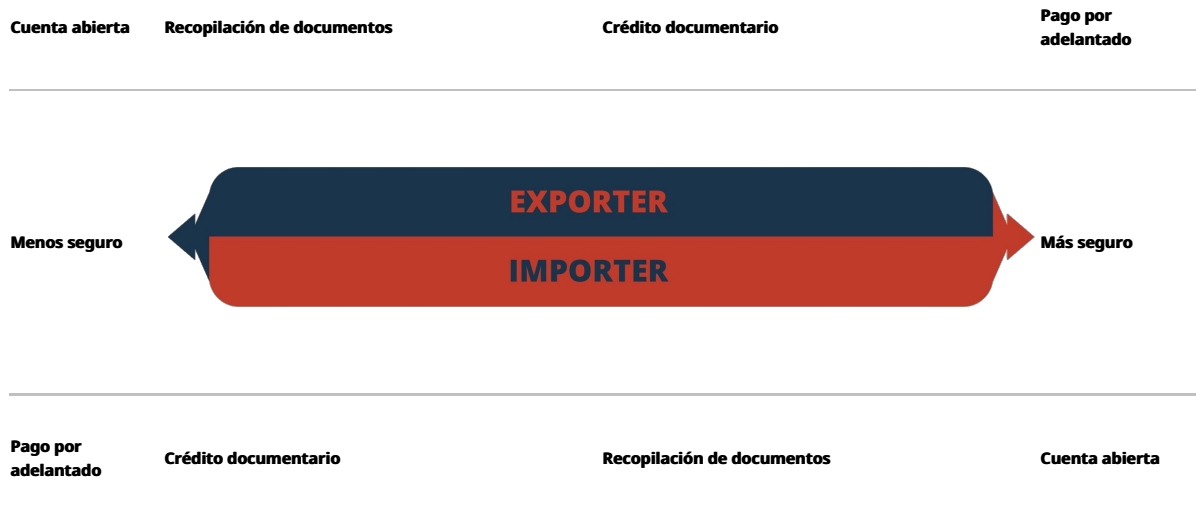 Cuenta abierta Recopilación de documentos Crédito documentario Pago por
adelantado
EXPORTER
Menos seguro Más seguro
IMPORTER
Pago por
adelantado Crédito documentario Recopilación de documentos Cuenta abierta